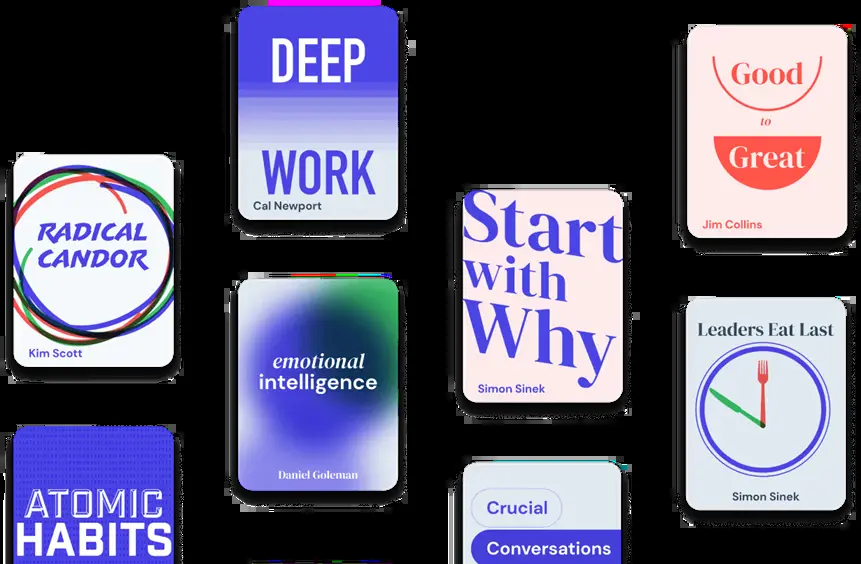 RADICAL
CANDOR
Kim Scott
ATOMIC
HABITS
DEEP
WORK
Cal Newport
emotional
intelligence
Daniel Goleman
Start
with
Why
Simon Sinek
Crucial
Conversations
Good
to
Great
Jim Collins
Leaders Eat Last
Simon Sinek